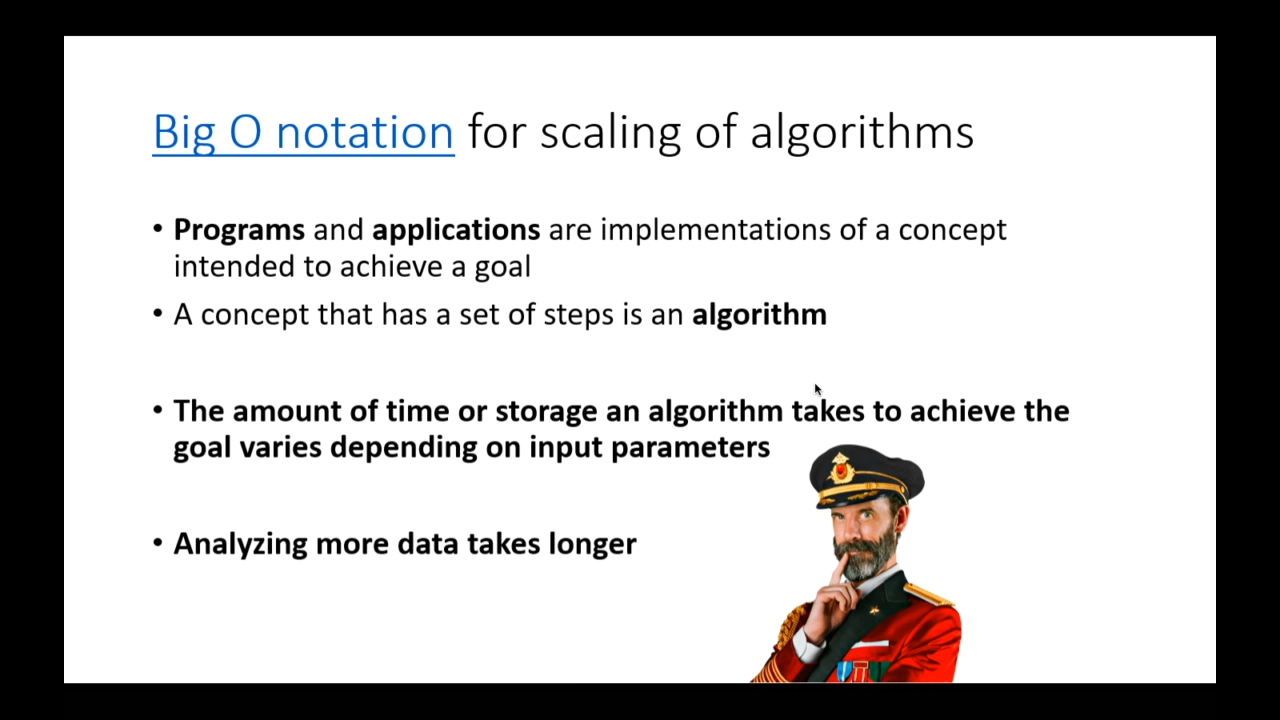 Big O notation for scaling of algorithms
• Programs and applications are implementations of a concept
intended to achieve a goal
• A concept that has a set of steps is an algorithm
• The amount of time or storage an algorithm takes to achieve the
goal varies depending on input parameters
• Analyzing more data takes longer